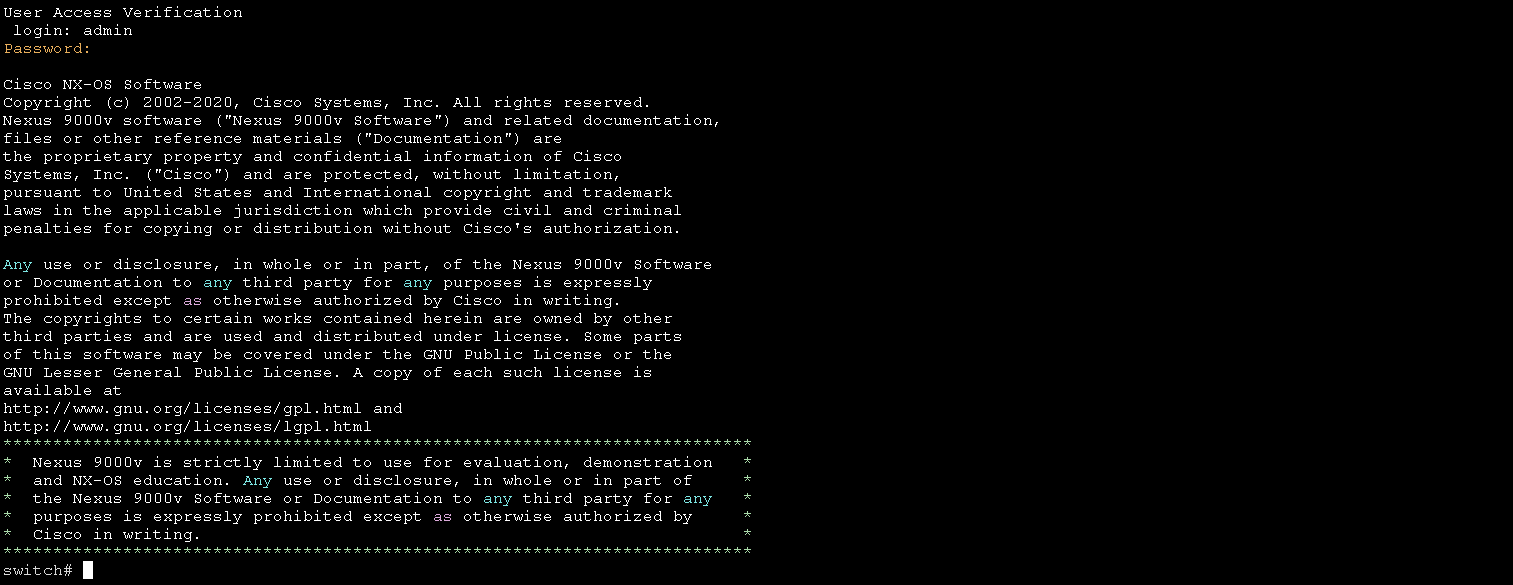 User Access Verification
login: admin
Password:
Cisco NX-OS Software
Copyright (c) 2002-2020, Cisco Systems, Inc. All rights reserved.
Nexus 9000v software ("Nexus 9000v Software") and related documentation,
files or other reference materials ("Documentation") are
the proprietary property and confidential information of Cisco
Systems, Inc. ("Cisco") and are protected, without limitation,
pursuant to United States and International copyright and trademark
laws in the applicable jurisdiction which provide civil and criminal
penalties for copying or distribution without Cisco's authorization.
Any use or disclosure, in whole or in part, of the Nexus 9000v Software
or Documentation to any third party for any purposes is expressly
prohibited except as otherwise authorized by Cisco in writing.
The copyrights to certain works contained herein are owned by other
third parties and are used and distributed under license. Some parts
of this software may be covered under the GNU Public License or the
GNU Lesser General Public License. A copy of each such license is
available at
http://www.gnu.org/licenses/gpl.html and
http://www.gnu.org/licenses/lgpl.html
***************************************************************************
*  Nexus 9000v is strictly limited to use for evaluation, demonstration   *
*  and NX-OS education. Any use or disclosure, in whole or in part of     *
*  the Nexus 9000v Software or Documentation to any third party for any   *
*  purposes is expressly prohibited except as otherwise authorized by     *
*  Cisco in writing.                                                      *
***************************************************************************
switch#